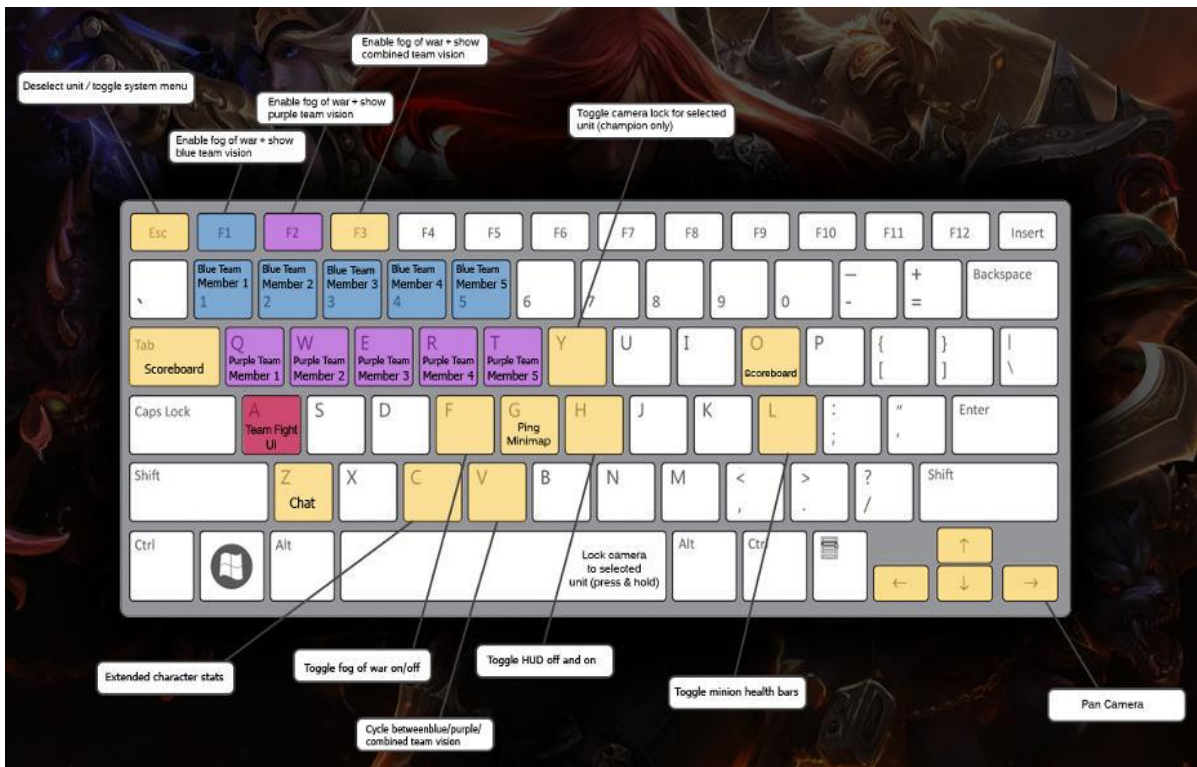 Enable fog of war + show
combined team vision
Deselect unit / toggle system menu
Enable fog of war + show
purple team vision
Toggle camera lock for selected
unit (champion only)
Enable fog of war + show
blue team vision
Esc F1 F2 F3 F4 F5 F6 F7 F8 F9 F10 F11 F12 Insert
Blue Team Blue Team Blue Team Blue Team Blue Team — + Backspace
Member 1 Member 2 Member 3 Member 4 Member 5
` 1 2 3 4 5 6 7 8 9 0 - =
Tab Q W E R T Y U I O P { } |
Scoreboard Purple Team Purple Team Purple Team Purple Team Purple Team Scoreboard [ ] \
Member 1 Member 2 Member 3 Member 4 Member 5
Caps Lock A S D F G H J K L : " Enter
Team Fight Ping ; '
UI Minimap
Shift Z X C V B N M < > ? Shift
Chat , . /
Ctrl Alt Alt Ctrl ↑
Lock camera
to selected
unit (press & hold)
← ↓ →
Extended character stats
Toggle fog of war on/off
Toggle HUD off and on
Toggle minion health bars
Pan Camera
Cycle betweenblue/purple/
combined team vision